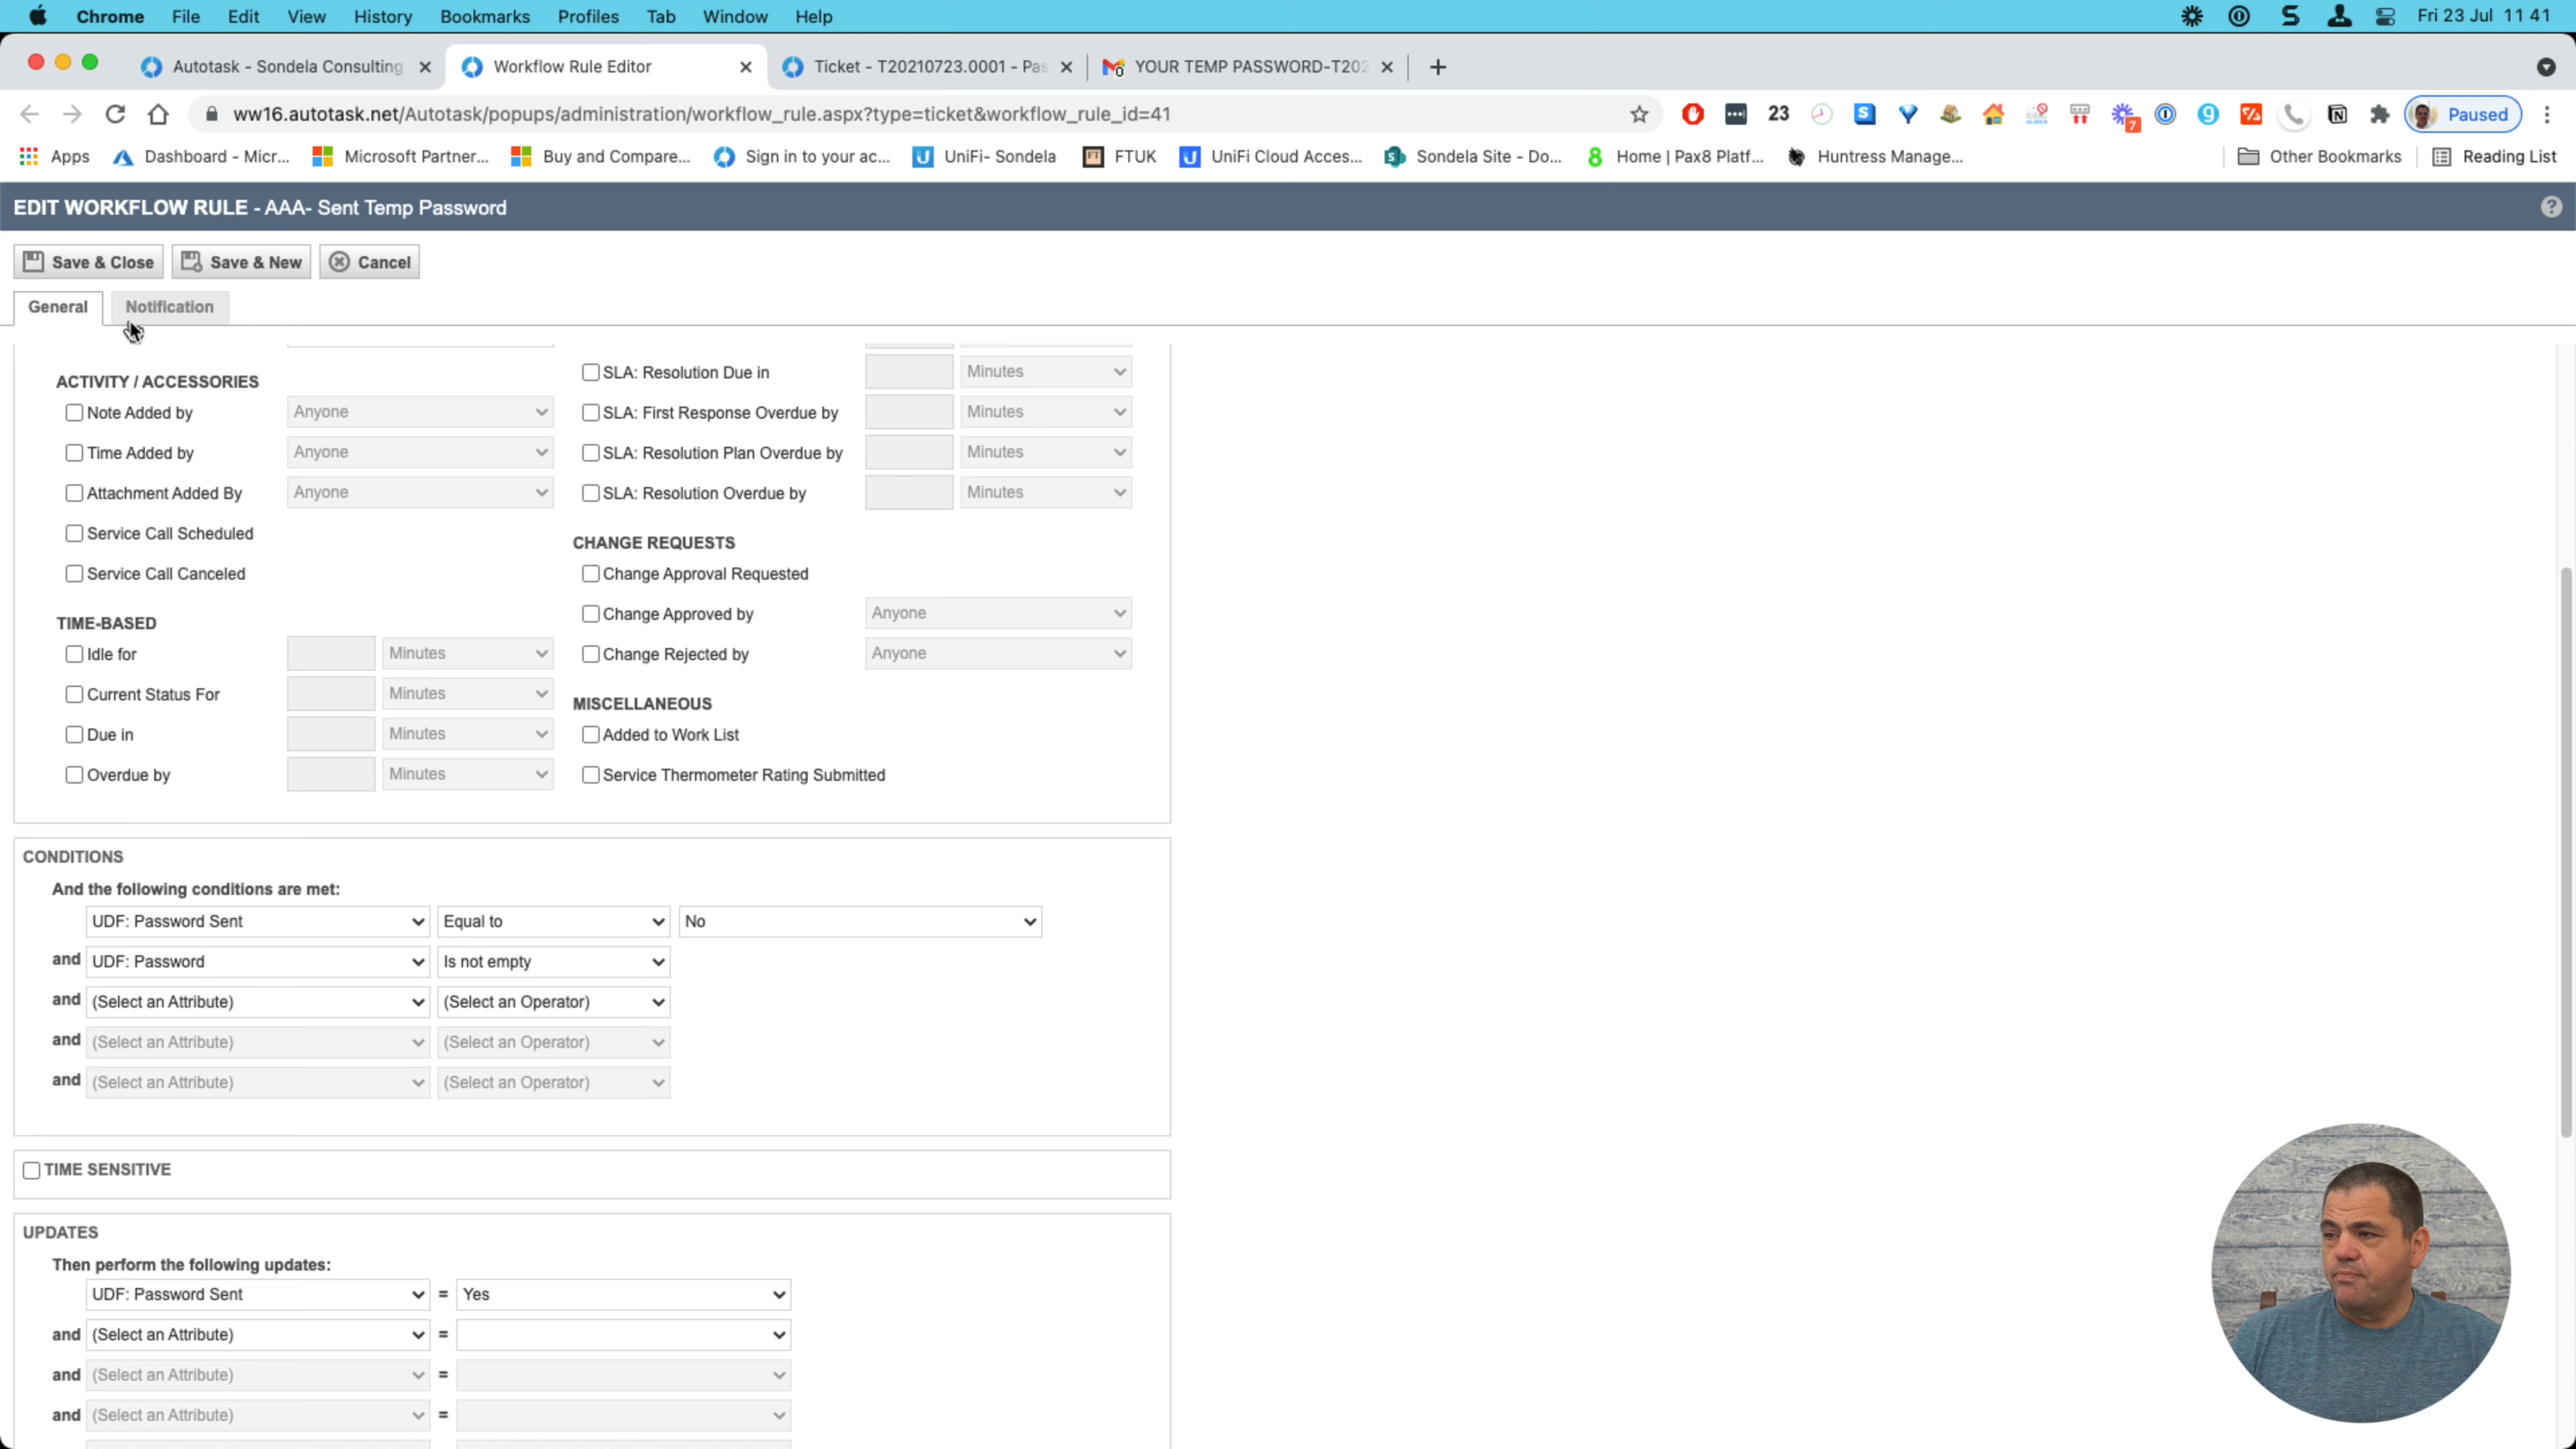 Chrome File Edit View History Bookmarks Profiles Tab Window Help Fri 23 Jul 11 41
Autotask - Sondela Consulting Workflow Rule Editor Ticket - T20210723.0001 - Pas YOUR TEMP PASSWORD-T202
ww16.autotask.net/Autotask/popups/administration/workflow_rule.aspx?type=ticket&workflow_rule_id=41 23 7 Paused
Apps Dashboard - Micr... Microsoft Partner... Buy and Compare... Sign in to your ac... UniFi- Sondela FTUK UniFi Cloud Acces... Sondela Site - Do... Home | Pax8 Platf... Huntress Manage... Other Bookmarks Reading List
EDIT WORKFLOW RULE - AAA- Sent Temp Password
Save & Close Save & New Cancel
General Notification
ACTIVITY / ACCESSORIES SLA: Resolution Due in Minutes
Note Added by Anyone SLA: First Response Overdue by Minutes
Time Added by Anyone SLA: Resolution Plan Overdue by Minutes
Attachment Added By Anyone SLA: Resolution Overdue by Minutes
Service Call Scheduled CHANGE REQUESTS
Service Call Canceled Change Approval Requested
TIME-BASED Change Approved by Anyone
Idle for Minutes Change Rejected by Anyone
Current Status For Minutes MISCELLANEOUS
Due in Minutes Added to Work List
Overdue by Minutes Service Thermometer Rating Submitted
CONDITIONS
And the following conditions are met:
UDF: Password Sent Equal to No
and UDF: Password Is not empty
and (Select an Attribute) (Select an Operator)
and (Select an Attribute) (Select an Operator)
and (Select an Attribute) (Select an Operator)
TIME SENSITIVE
UPDATES
Then perform the following updates:
UDF: Password Sent = Yes
and (Select an Attribute) =
and (Select an Attribute) =
and (Select an Attribute) =